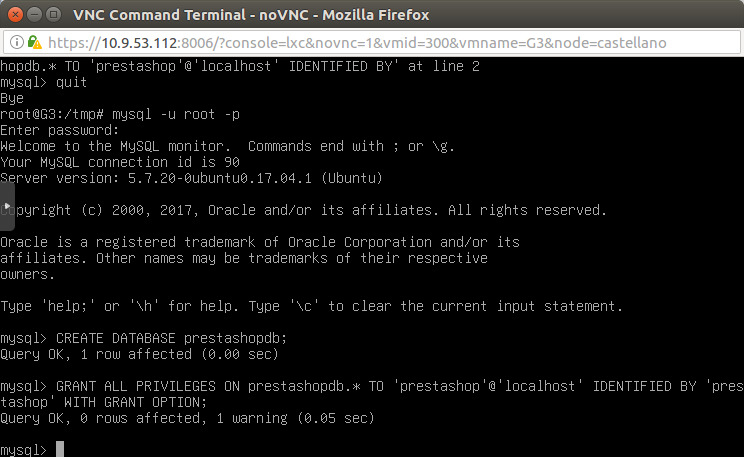 VNC Command Terminal - noVNC - Mozilla Firefox
https://10.9.53.112:8006/?console=lxc&novnc=1&vmid=300&vmname=G3&node=castellano
hopdb.* TO 'prestashop'@'localhost' IDENTIFIED BY' at line 2
mysql> quit
Bye
root@G3:/tmp# mysql -u root -p
Enter password:
Welcome to the MySQL monitor.  Commands end with ; or \g.
Your MySQL connection id is 90
Server version: 5.7.20-0ubuntu0.17.04.1 (Ubuntu)
Copyright (c) 2000, 2017, Oracle and/or its affiliates. All rights reserved.
Oracle is a registered trademark of Oracle Corporation and/or its
affiliates. Other names may be trademarks of their respective
owners.
Type 'help;' or '\h' for help. Type '\c' to clear the current input statement.
mysql> CREATE DATABASE prestashopdb;
Query OK, 1 row affected (0.00 sec)
mysql> GRANT ALL PRIVILEGES ON prestashopdb.* TO 'prestashop'@'localhost' IDENTIFIED BY 'pres
tashop' WITH GRANT OPTION;
Query OK, 0 rows affected, 1 warning (0.05 sec)
mysql>